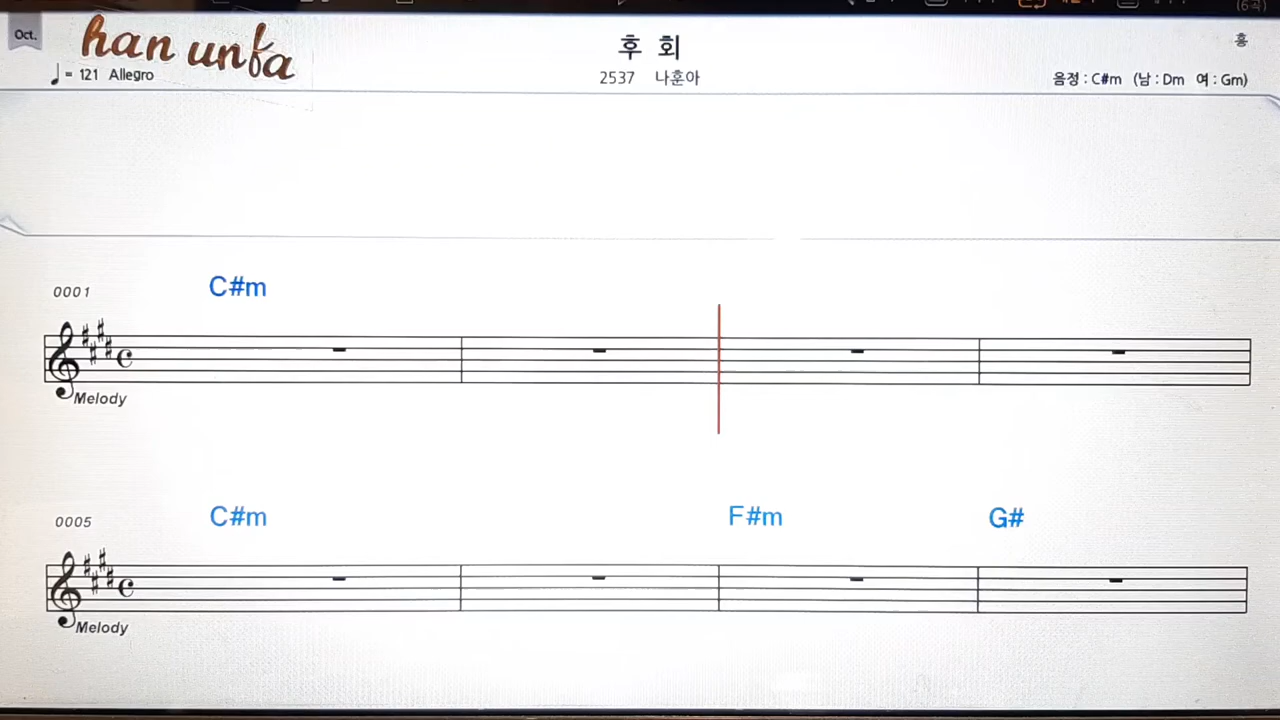 Oct.
han unfa
후 회
홍
= 121 Allegro
2537 나훈아
음정 : C#m (남 : Dm 여 : Gm)
0001
C#m
Melody
0005
C#m F#m G#
Melody